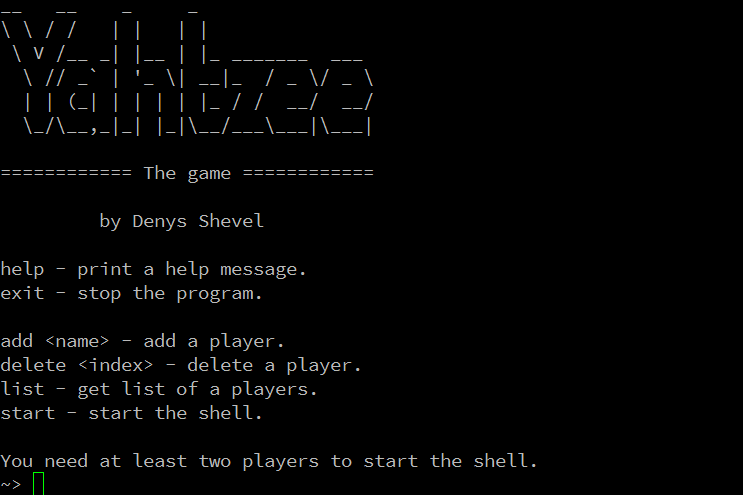 Yahtzee
============ The game ============
by Denys Shevel
help - print a help message.
exit - stop the program.
add <name> - add a player.
delete <index> - delete a player.
list - get list of a players.
start - start the shell.
You need at least two players to start the shell.
~>